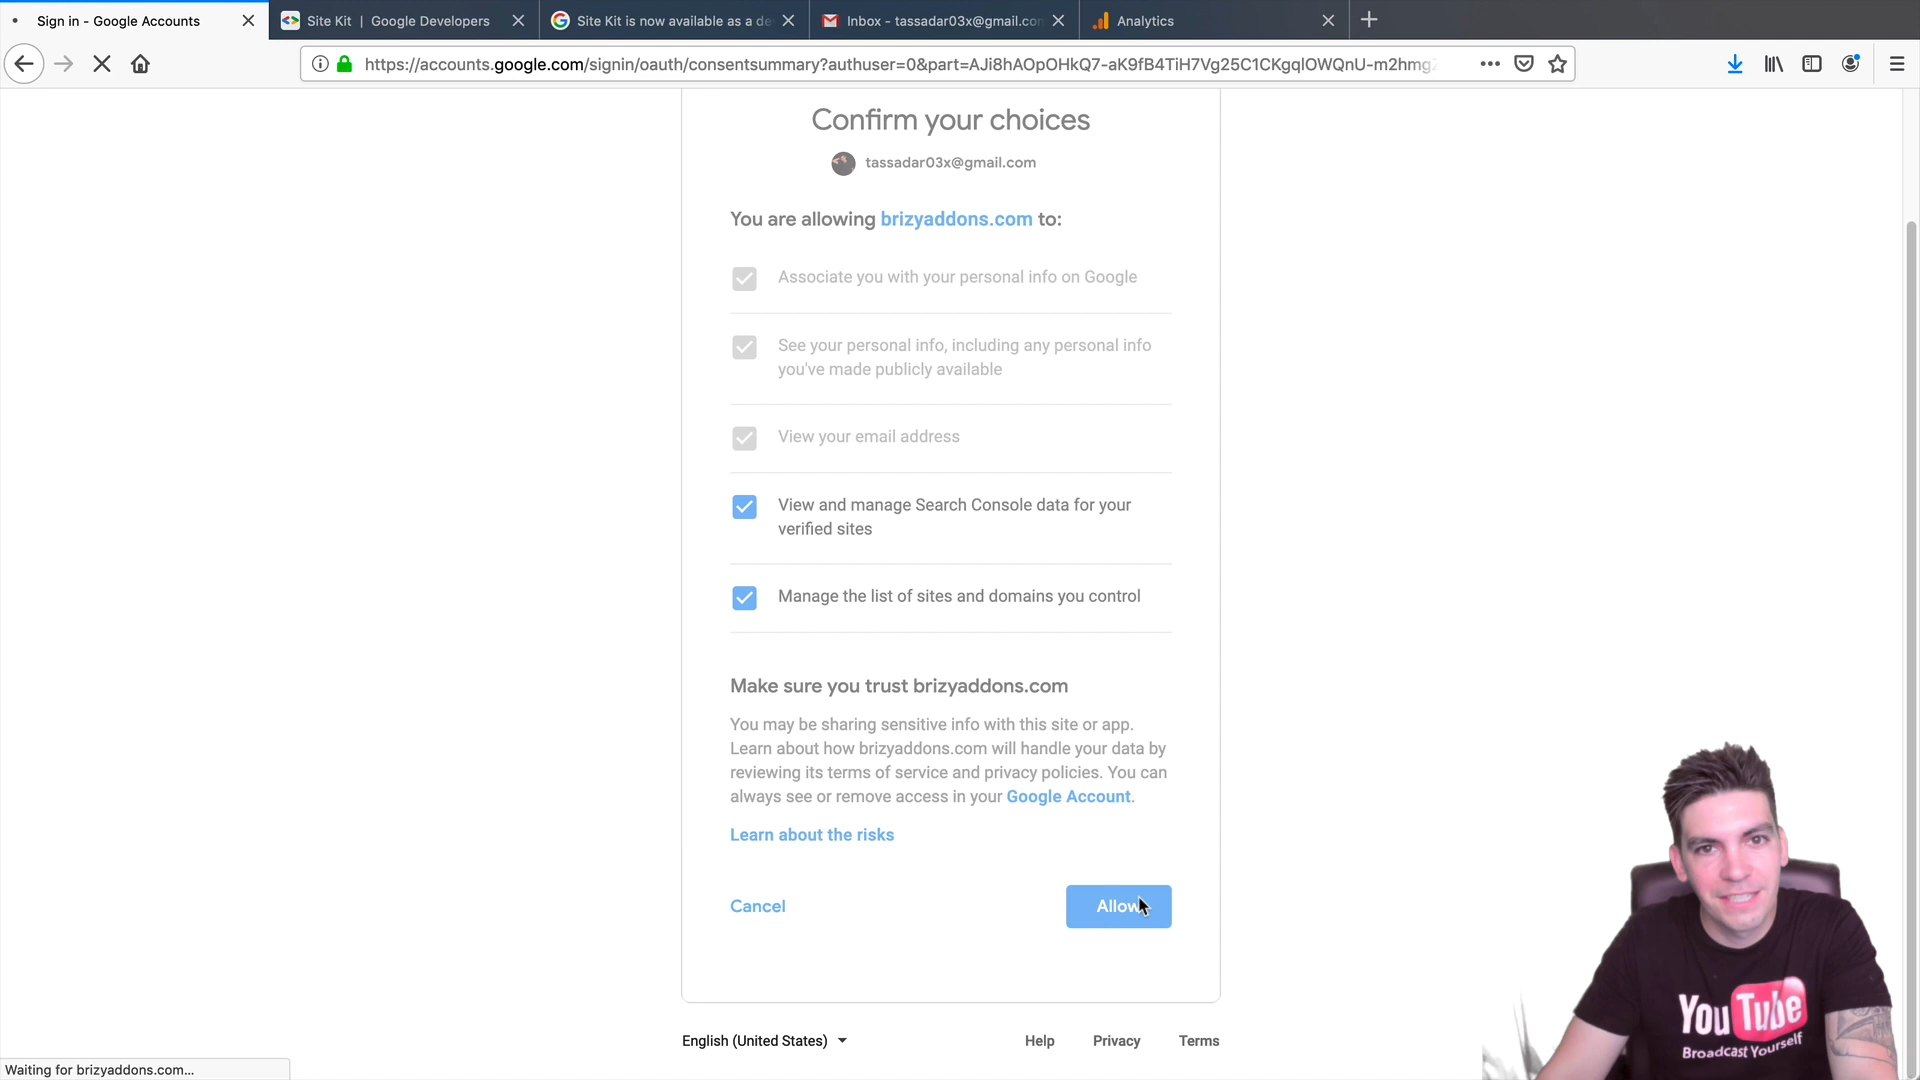 Sign in - Google Accounts
Site Kit | Google Developers
Site Kit is now available as a de
Inbox - tassadar03x@gmail.con
Analytics
https://accounts.google.com/signin/oauth/consentsummary?authuser=0&part=AJi8hAOpOHkQ7-aK9fB4TiH7Vg25C1CKgqlOWQnU-m2hmgZ
Confirm your choices
tassadar03x@gmail.com
You are allowing brizyaddons.com to:
Associate you with your personal info on Google
See your personal info, including any personal info
you've made publicly available
View your email address
View and manage Search Console data for your
verified sites
Manage the list of sites and domains you control
Make sure you trust brizyaddons.com
You may be sharing sensitive info with this site or app.
Learn about how brizyaddons.com will handle your data by
reviewing its terms of service and privacy policies. You can
always see or remove access in your Google Account.
Learn about the risks
Cancel
Allow
YouTube
Broadcast Yourself
English (United States)
Help
Privacy
Terms
Waiting for brizyaddons.com...